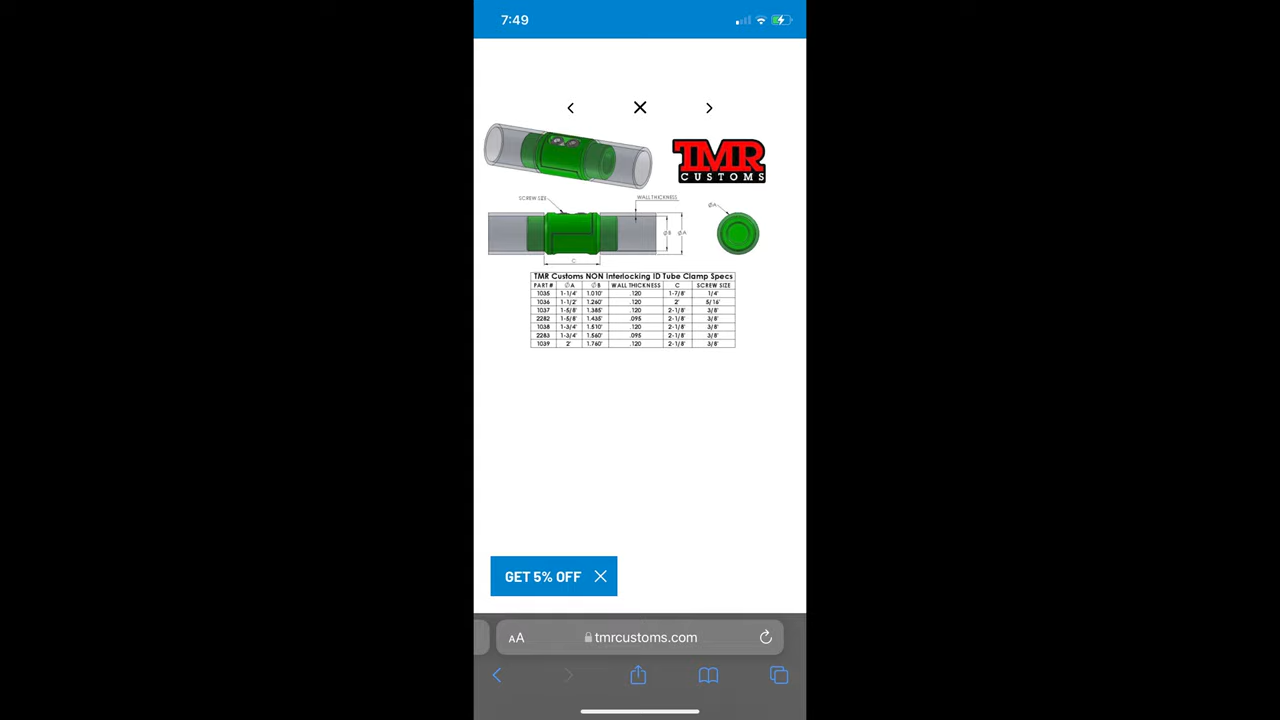 7:49
TMR
CUSTOMS
SCREW SIZE
WALL THICKNESS
ØA
ØB ØA
C
TMR Customs NON Interlocking ID Tube Clamp Specs
PART # ØA ØB WALL THICKNESS C SCREW SIZE
1035 1-1/4" 1.010" .120 1-7/8" 1/4"
1036 1-1/2" 1.260" .120 2" 5/16"
1037 1-5/8" 1.385" .120 2-1/8" 3/8"
2282 1-5/8" 1.435" .095 2-1/8" 3/8"
1038 1-3/4" 1.510" .120 2-1/8" 3/8"
2283 1-3/4" 1.560" .095 2-1/8" 3/8"
1039 2" 1.760" .120 2-1/8" 3/8"
GET 5% OFF
AA tmrcustoms.com